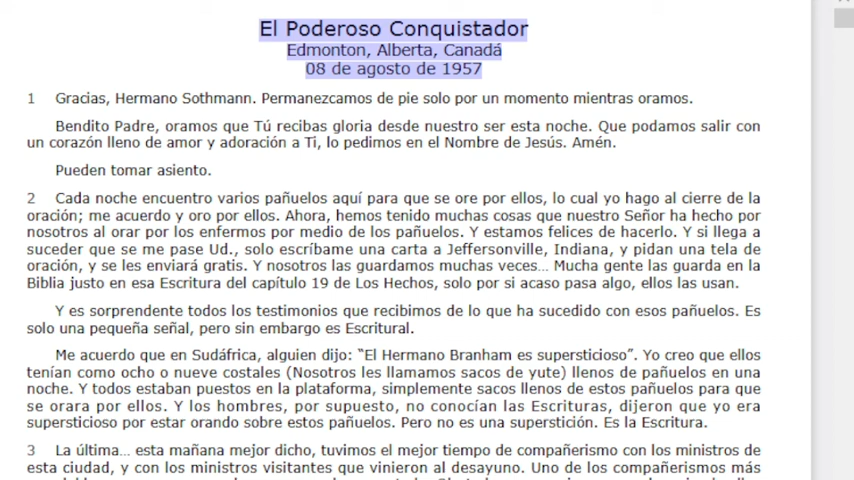 El Poderoso Conquistador
Edmonton, Alberta, Canadá
08 de agosto de 1957
1 Gracias, Hermano Sothmann. Permanezcamos de pie solo por un momento mientras oramos.
Bendito Padre, oramos que Tú recibas gloria desde nuestro ser esta noche. Que podamos salir con
un corazón lleno de amor y adoración a Ti, lo pedimos en el Nombre de Jesús. Amén.
Pueden tomar asiento.
2 Cada noche encuentro varios pañuelos aquí para que se ore por ellos, lo cual yo hago al cierre de la
oración; me acuerdo y oro por ellos. Ahora, hemos tenido muchas cosas que nuestro Señor ha hecho por
nosotros al orar por los enfermos por medio de los pañuelos. Y estamos felices de hacerlo. Y si llega a
suceder que se me pase Ud., solo escríbame una carta a Jeffersonville, Indiana, y pidan una tela de
oración, y se les enviará gratis. Y nosotros las guardamos muchas veces... Mucha gente las guarda en la
Biblia justo en esa Escritura del capítulo 19 de Los Hechos, solo por si acaso pasa algo, ellos las usan.
Y es sorprendente todos los testimonios que recibimos de lo que ha sucedido con esos pañuelos. Es
solo una pequeña señal, pero sin embargo es Escritural.
Me acuerdo que en Sudáfrica, alguien dijo: “El Hermano Branham es supersticioso”. Yo creo que ellos
tenían como ocho o nueve costales (Nosotros les llamamos sacos de yute) llenos de pañuelos en una
noche. Y todos estaban puestos en la plataforma, simplemente sacos llenos de estos pañuelos para que
se orara por ellos. Y los hombres, por supuesto, no conocían las Escrituras, dijeron que yo era
supersticioso por estar orando sobre estos pañuelos. Pero no es una superstición. Es la Escritura.
3 La última... esta mañana mejor dicho, tuvimos el mejor tiempo de compañerismo con los ministros de
esta ciudad, y con los ministros visitantes que vinieron al desayuno. Uno de los compañerismos más